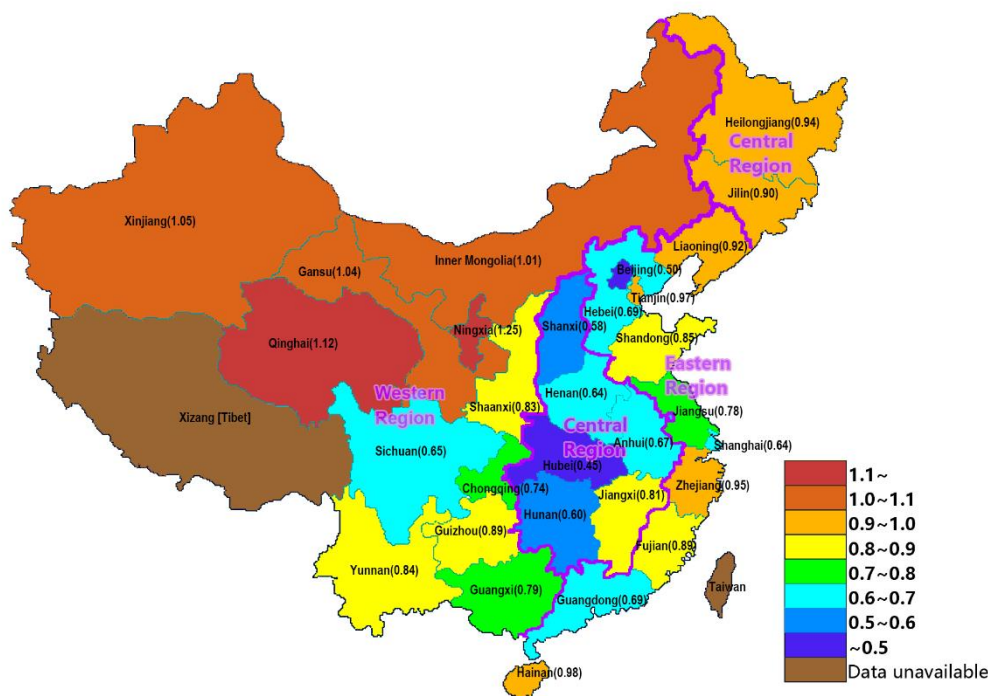 Heilongjiang(0.94)
Central
Region
Jilin(0.90)
Xinjiang(1.05)
Liaoning(0.92)
Inner Mongolia(1.01)
Gansu(1.04)
Beijing(0.50)
Tianjin(0.97)
Hebei(0.69)
Ningxia(1.25)
Shanxi(0.58)
Qinghai(1.12)
Shandong(0.85)
Eastern
Region
Western
Region
Henan(0.64)
Shaanxi(0.83)
Jiangsu(0.78)
Xizang [Tibet]
Central
Region
Anhui(0.67)
Shanghai(0.64)
Sichuan(0.65)
Hubei(0.45)
Chongqing(0.74)
Zhejiang(0.95)
Jiangxi(0.81)
Hunan(0.60)
Guizhou(0.89)
Fujian(0.89)
Yunnan(0.84)
Guangxi(0.79)
Guangdong(0.69)
Taiwan
Hainan(0.98)
1.1~
1.0~1.1
0.9~1.0
0.8~0.9
0.7~0.8
0.6~0.7
0.5~0.6
~0.5
Data unavailable